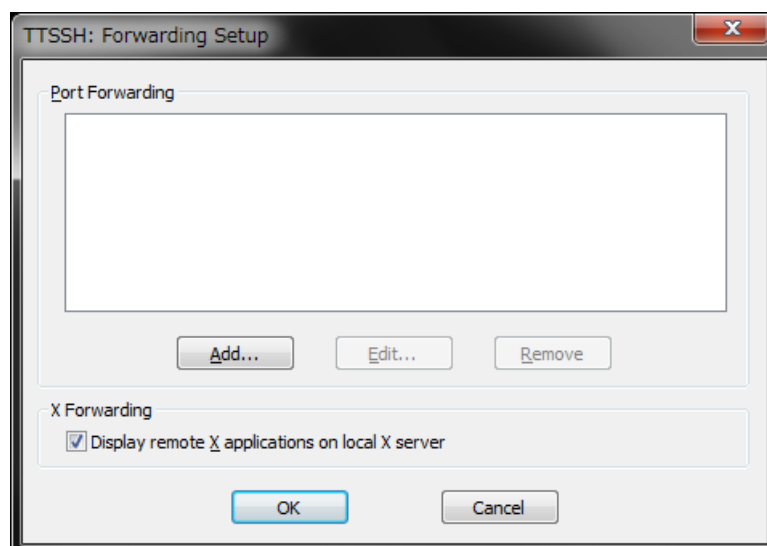 TTSSH: Forwarding Setup
Port Forwarding
Add... Edit... Remove
X Forwarding
Display remote X applications on local X server
OK Cancel